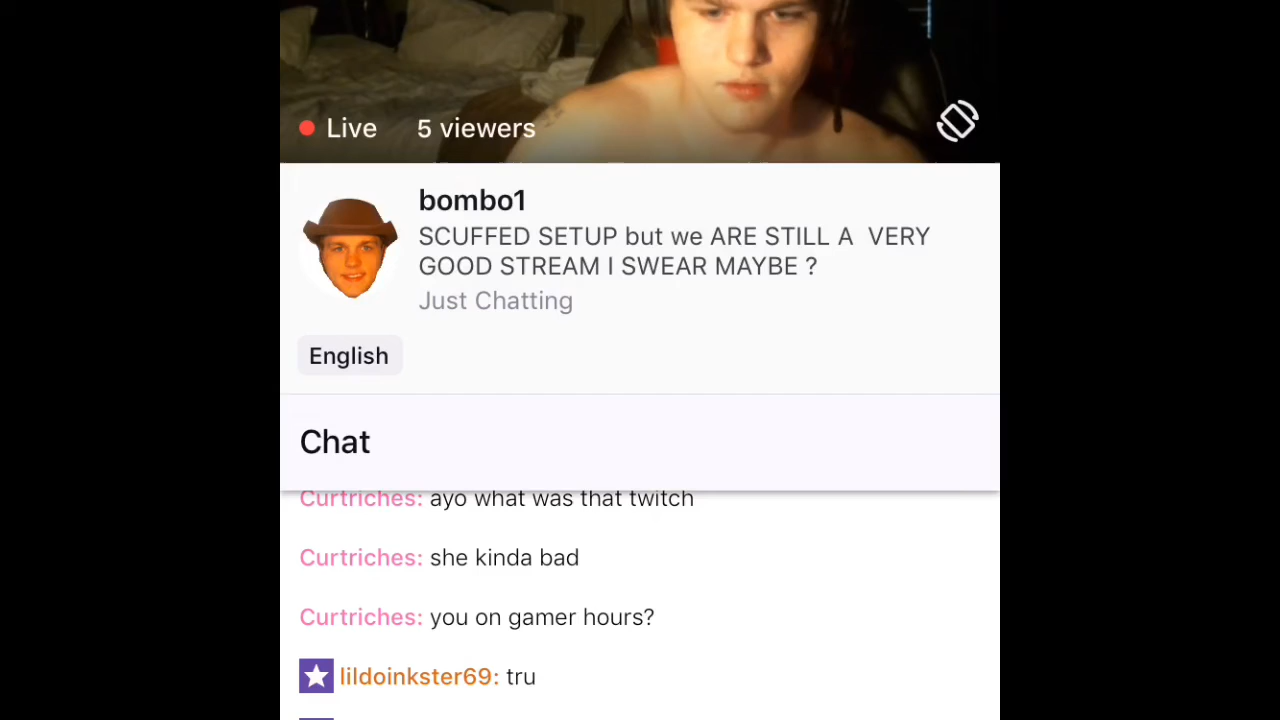 Live 5 viewers
bombo1
SCUFFED SETUP but we ARE STILL A VERY
GOOD STREAM I SWEAR MAYBE ?
Just Chatting
English
Chat
Curtriches: ayo what was that twitch
Curtriches: she kinda bad
Curtriches: you on gamer hours?
lildoinkster69: tru